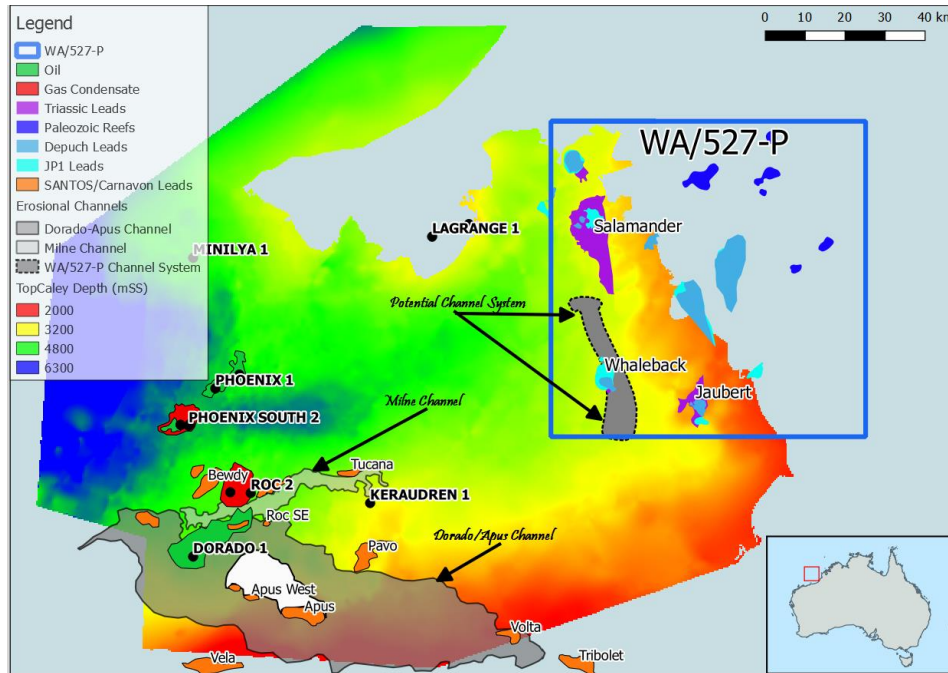 Legend
WA/527-P
Oil
Gas Condensate
Triassic Leads
Paleozoic Reefs
Depuch Leads
JP1 Leads
SANTOS/Carnavon Leads
Erosional Channels
Dorado-Apus Channel
Milne Channel
WA/527-P Channel System
TopCaley Depth (mSS)
2000
3200
4800
6300
0 10 20 30 40 km
WA/527-P
Salamander
LAGRANGE 1
MINILYA 1
Potential Channel System
Whaleback
PHOENIX 1
Jaubert
Milne Channel
PHOENIX SOUTH 2
Tucana
Bewdy
ROC 2
KERAUDREN 1
Roc SE
Dorado/Apus Channel
DORADO 1
Pavo
Apus West
Apus
Volta
Vela
Tribolet